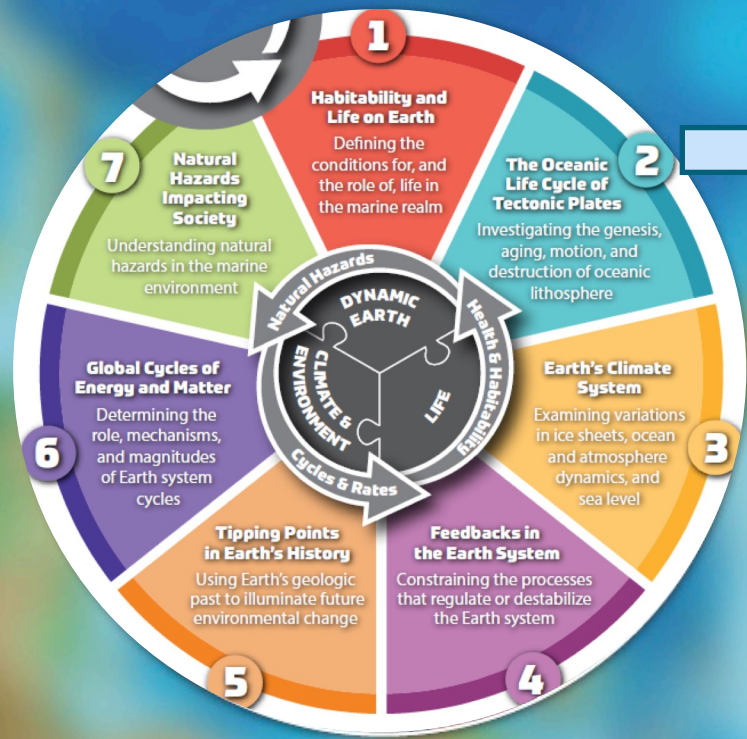 1
Habitability and
Life on Earth
Defining the
conditions for, and
the role of, life in
the marine realm
2
The Oceanic
Life Cycle of
Tectonic Plates
Investigating the genesis,
aging, motion, and
destruction of oceanic
lithosphere
3
Earth's Climate
System
Examining variations
in ice sheets, ocean
and atmosphere
dynamics, and
sea level
4
Feedbacks in
the Earth System
Constraining the processes
that regulate or destabilize
the Earth system
5
Tipping Points
in Earth's History
Using Earth's geologic
past to illuminate future
environmental change
6
Global Cycles of
Energy and Matter
Determining the
role, mechanisms,
and magnitudes
of Earth system
cycles
7
Natural
Hazards
Impacting
Society
Understanding natural
hazards in the marine
environment
Natural Hazards
Health & Habitability
Cycles & Rates
DYNAMIC
EARTH
LIFE
CLIMATE &
ENVIRONMENT